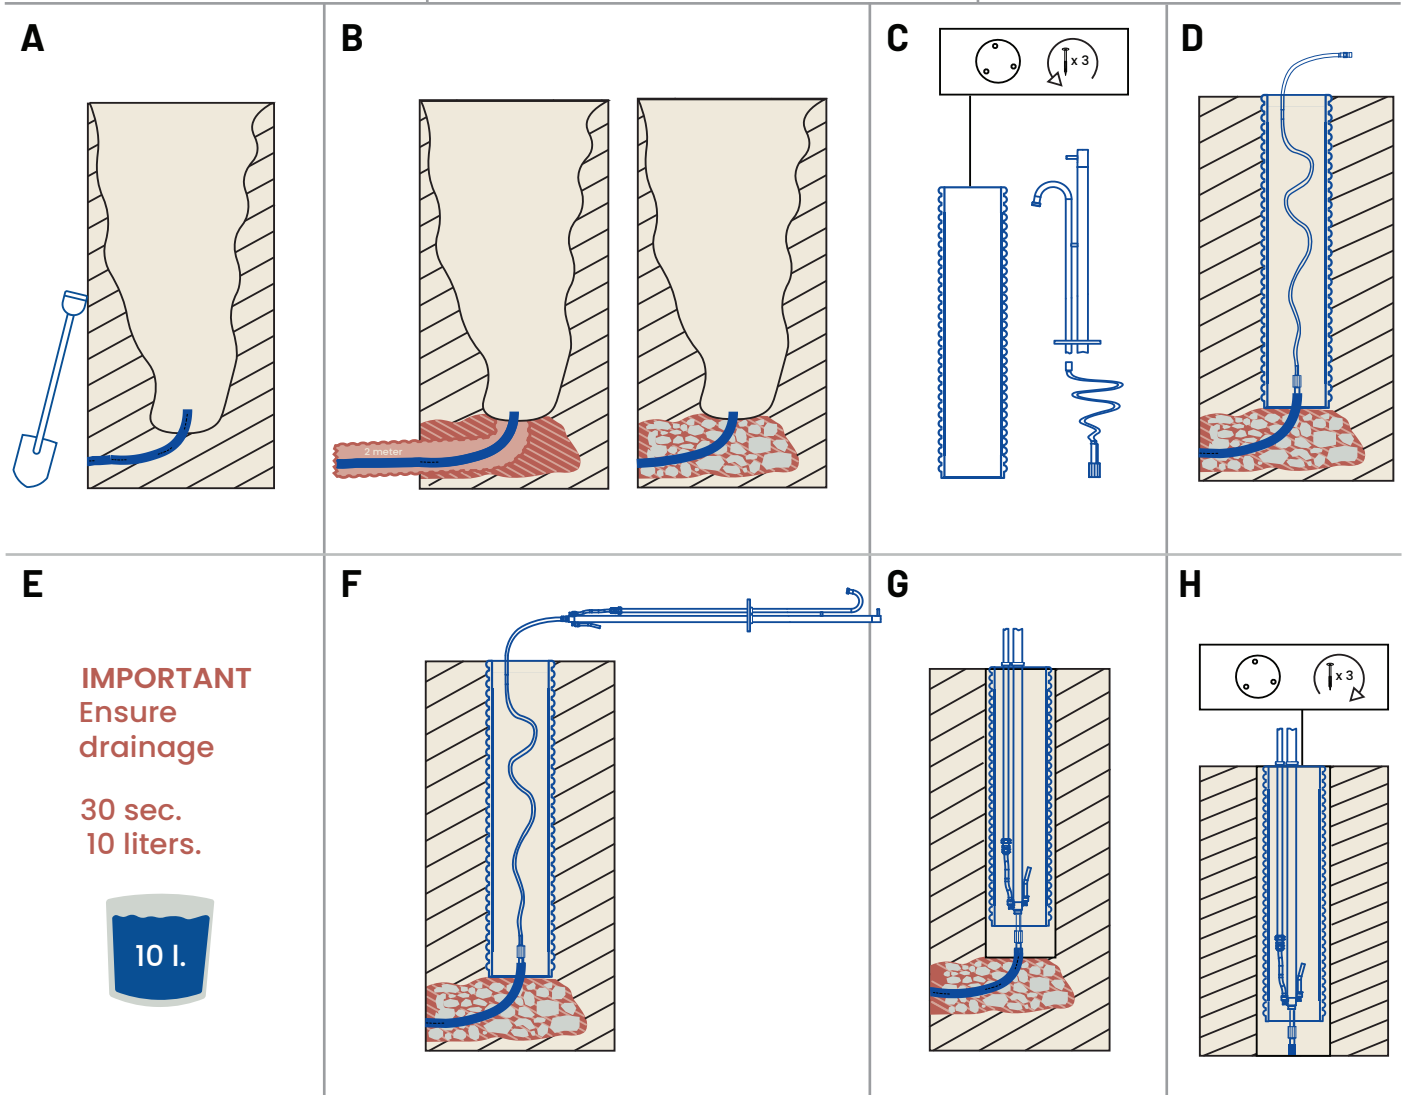 A
B
C
D
x 3
2 meter
E
F
G
H
IMPORTANT
Ensure
drainage
30 sec.
10 liters.
10 l.
x 3